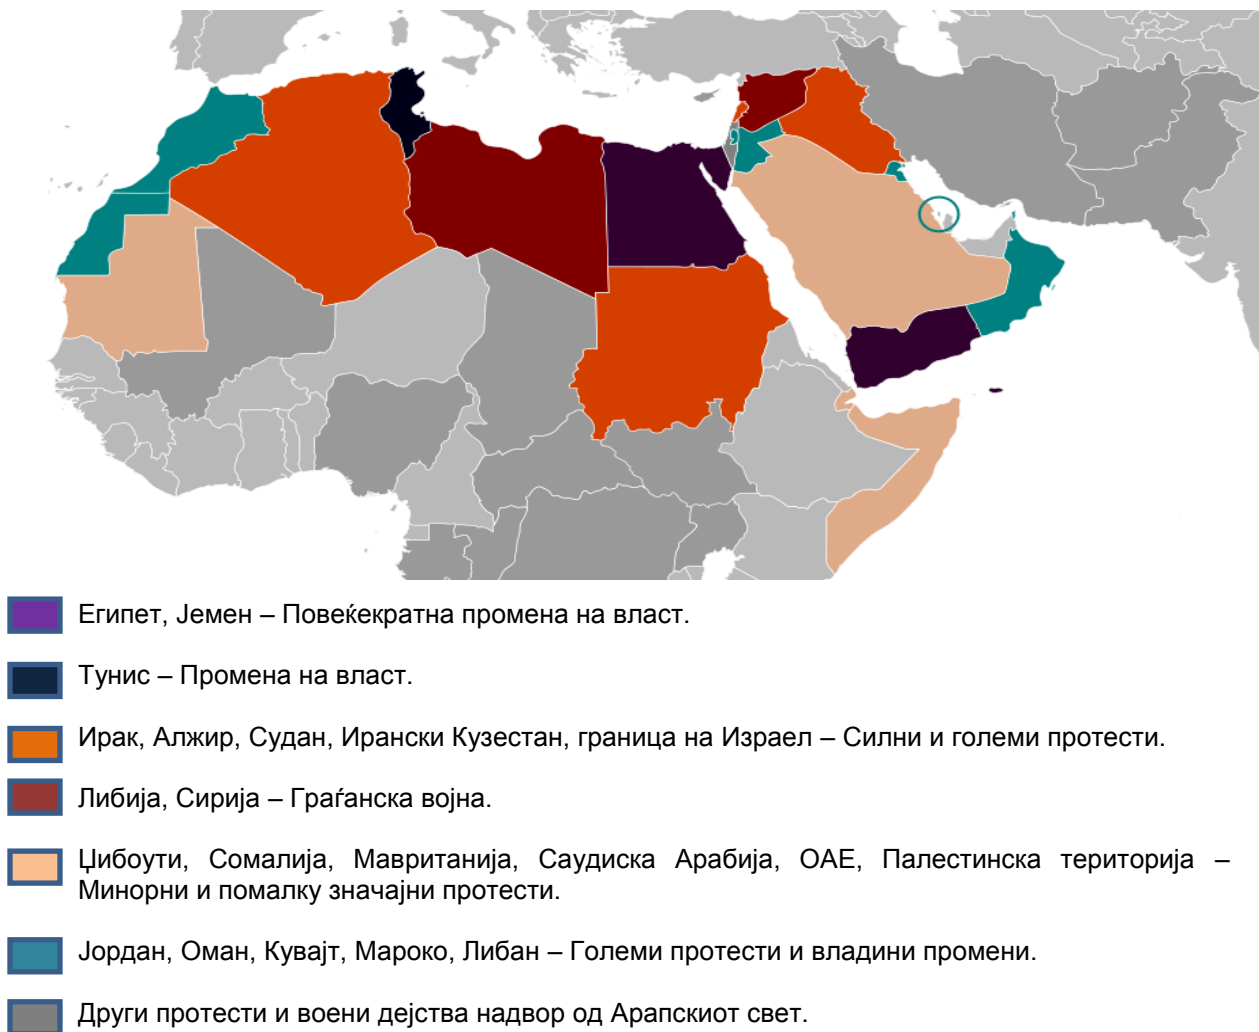 Египет, Јемен – Повеќекратна промена на власт.
Тунис – Промена на власт.
Ирак, Алжир, Судан, Ирански Кузестан, граница на Израел – Силни и големи протести.
Либија, Сирија – Граѓанска војна.
Џибоути, Сомалија, Мавританија, Саудиска Арабија, ОАЕ, Палестинска територија –
Минорни и помалку значајни протести.
Јордан, Оман, Кувајт, Мароко, Либан – Големи протести и владини промени.
Други протести и воени дејства надвор од Арапскиот свет.